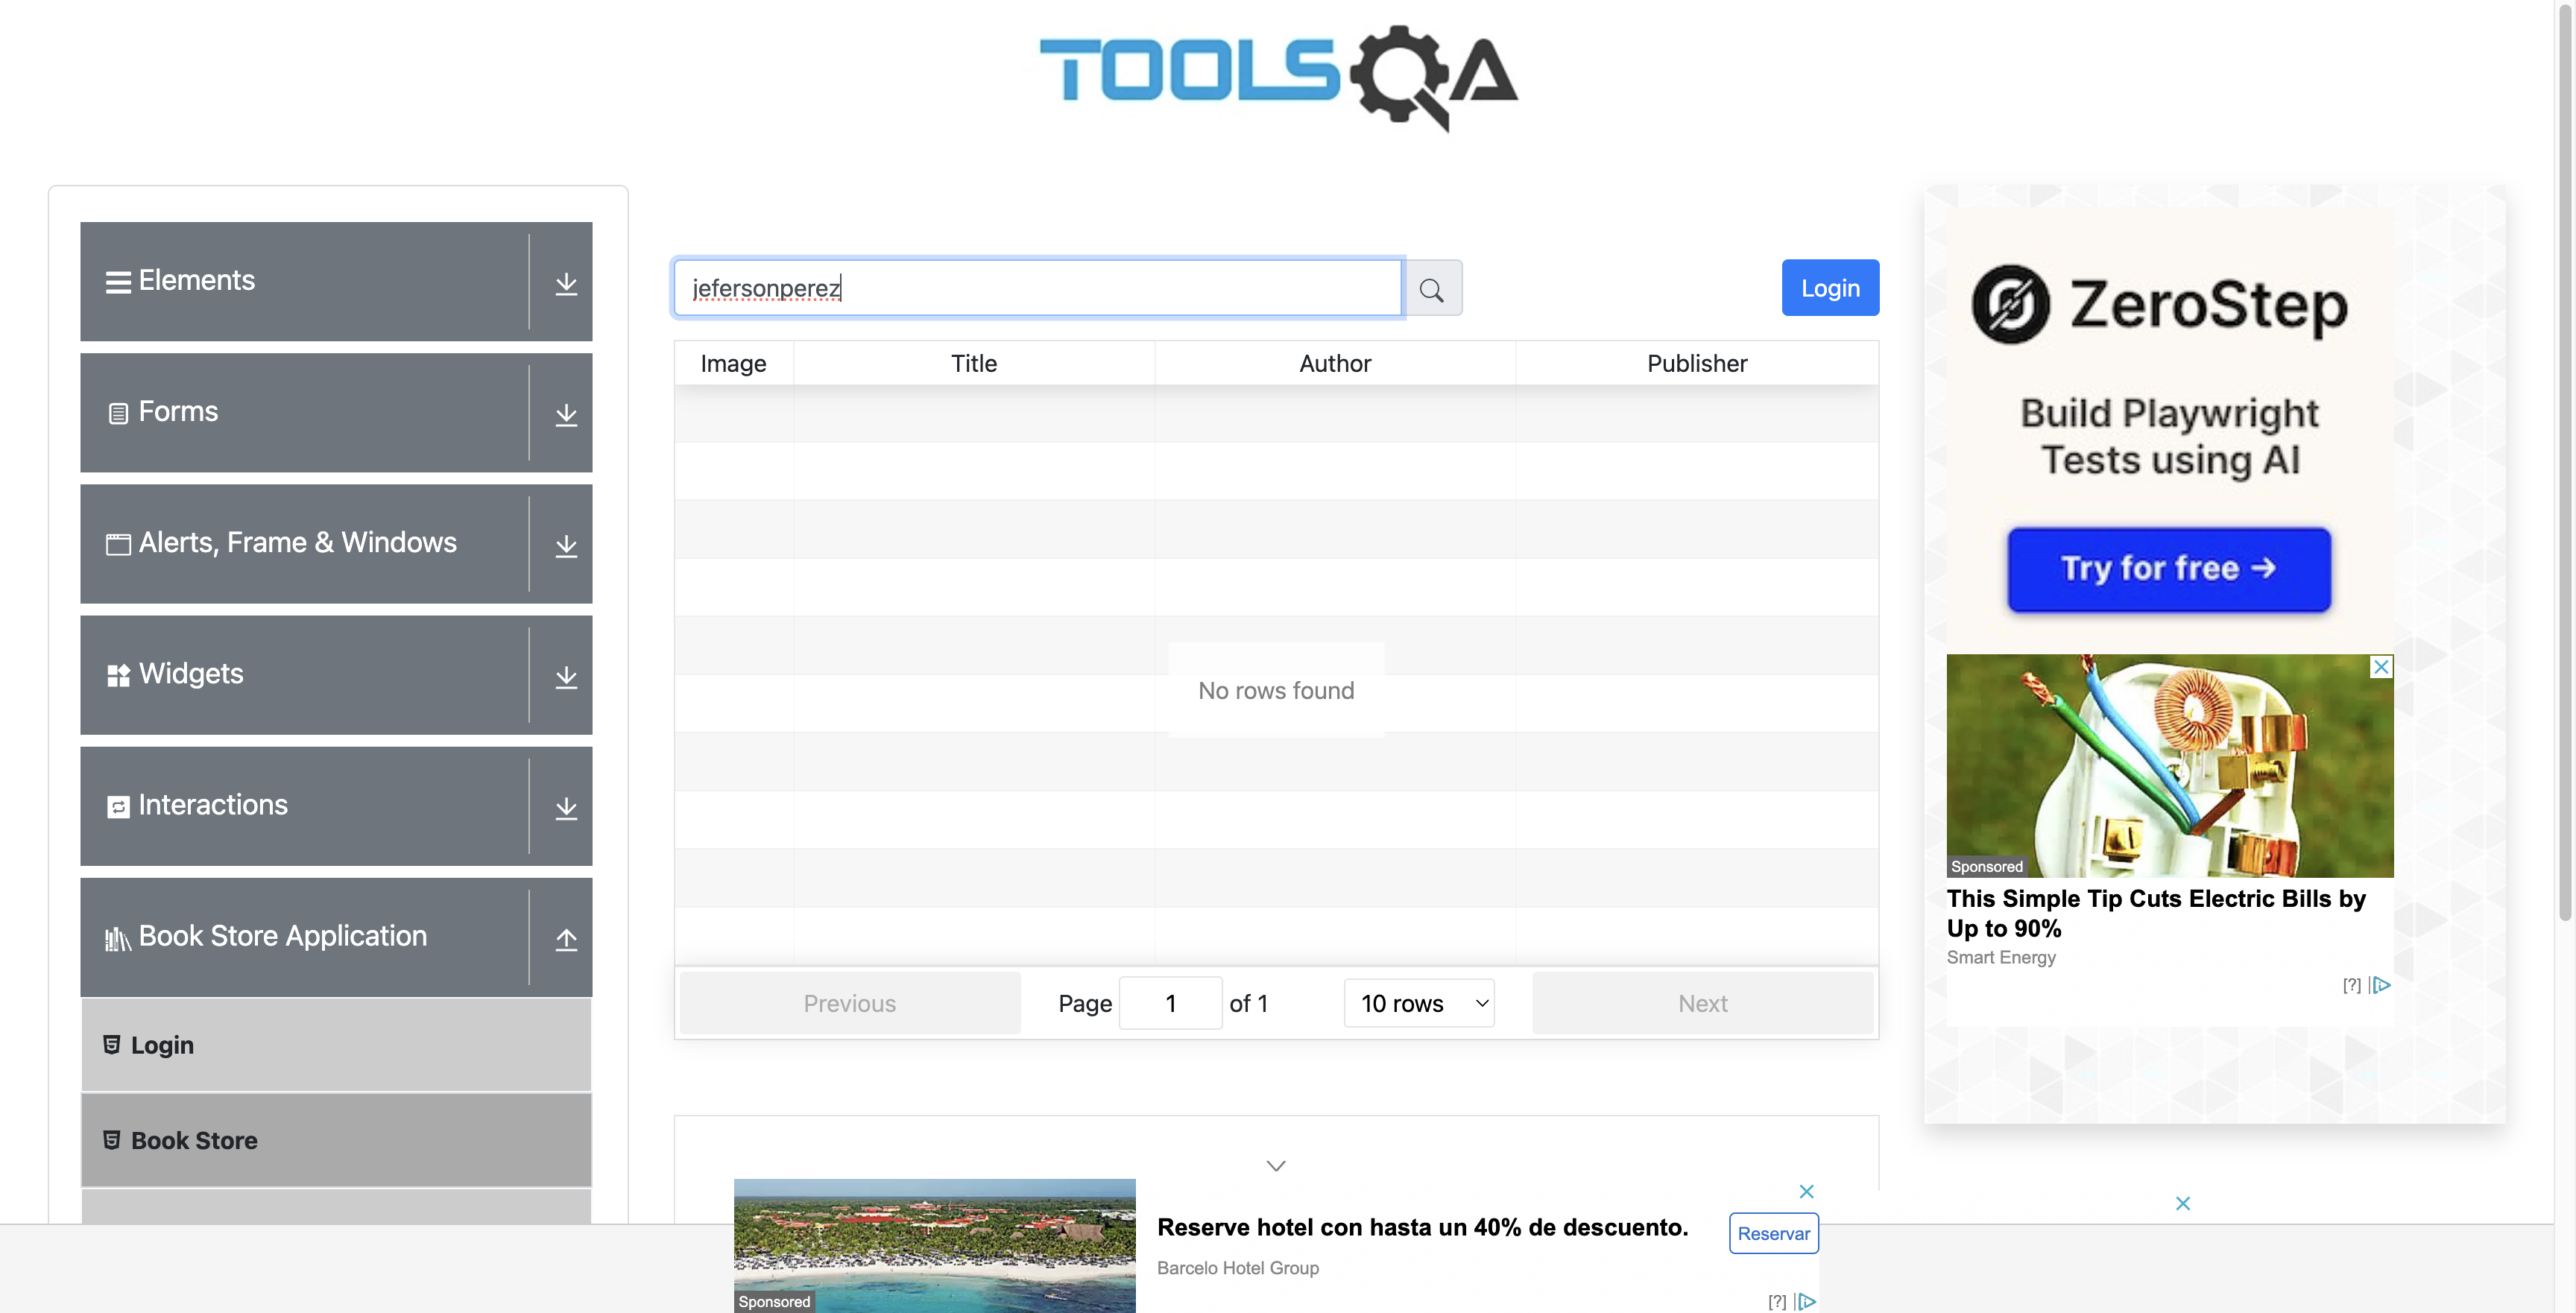 TOOLSQA
Elements
Forms
Alerts, Frame & Windows
Widgets
Interactions
Book Store Application
Login
Book Store
jefersonperez
Login
Image Title Author Publisher
No rows found
Previous Page 1 of 1 10 rows Next
ZeroStep
Build Playwright
Tests using AI
Try for free →
Sponsored
This Simple Tip Cuts Electric Bills by
Up to 90%
Smart Energy
[?]
Reserve hotel con hasta un 40% de descuento.
Reservar
Barcelo Hotel Group
Sponsored
[?]